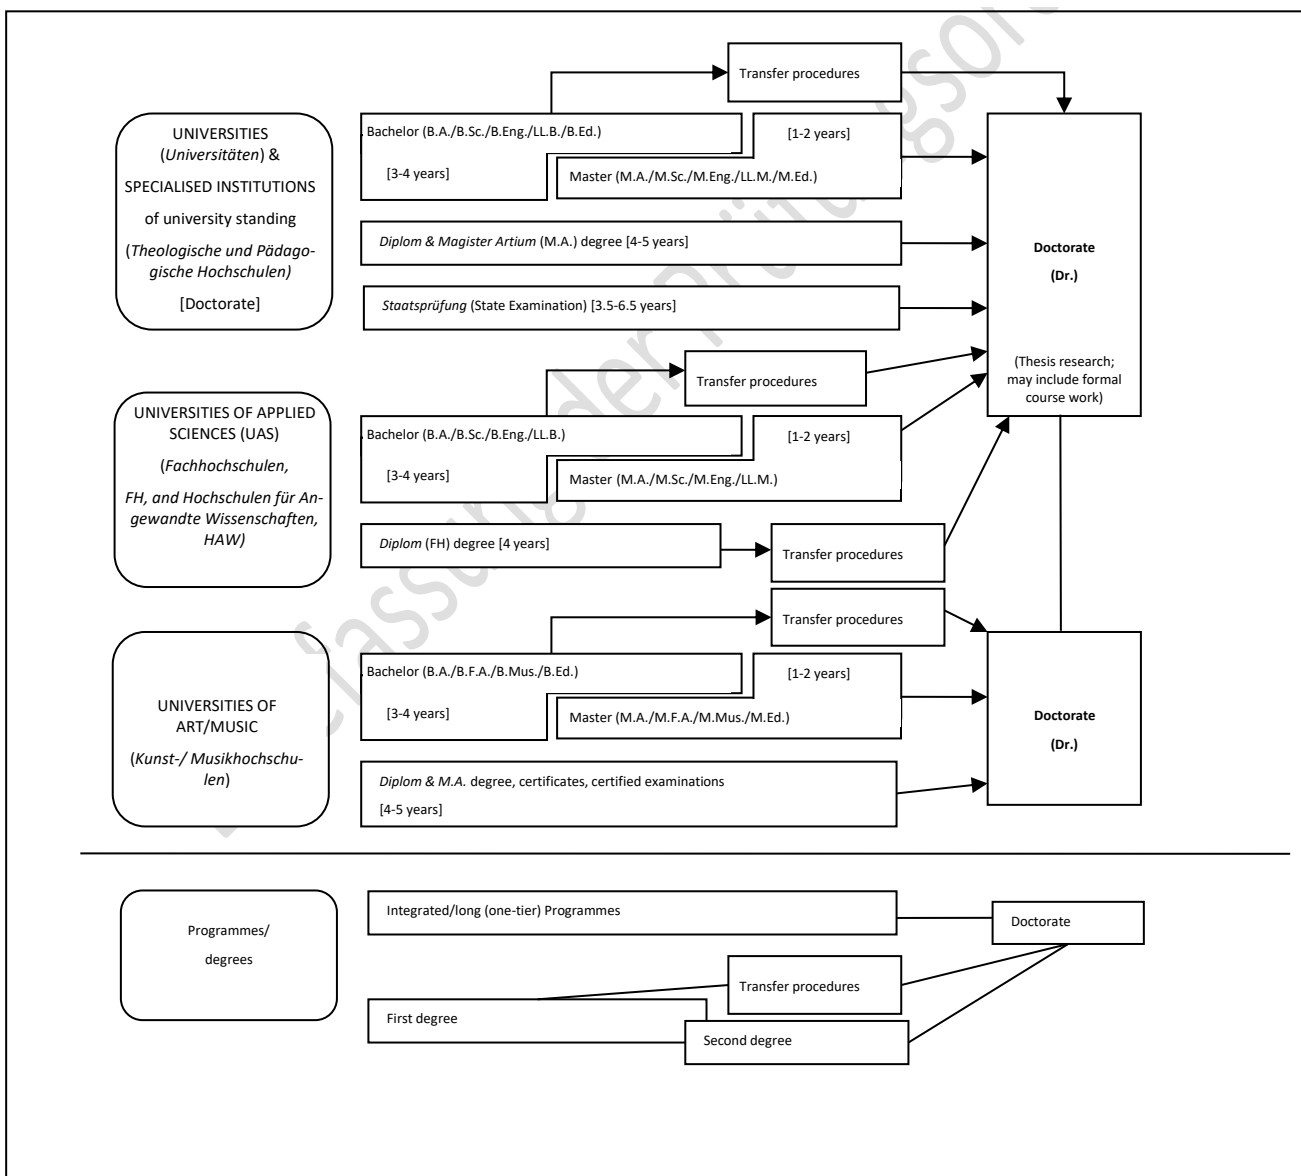 Transfer procedures
UNIVERSITIES
(Universitäten) &
SPECIALISED INSTITUTIONS
of university standing
(Theologische und Pädago-
gische Hochschulen)
[Doctorate]
Bachelor (B.A./B.Sc./B.Eng./LL.B./B.Ed.)
[3-4 years]
[1-2 years]
Master (M.A./M.Sc./M.Eng./LL.M./M.Ed.)
Diplom & Magister Artium (M.A.) degree [4-5 years]
Staatsprüfung (State Examination) [3.5-6.5 years]
Doctorate
(Dr.)
(Thesis research;
may include formal
course work)
Transfer procedures
UNIVERSITIES OF APPLIED
SCIENCES (UAS)
(Fachhochschulen,
FH, and Hochschulen für An-
gewandte Wissenschaften,
HAW)
Bachelor (B.A./B.Sc./B.Eng./LL.B.)
[3-4 years]
[1-2 years]
Master (M.A./M.Sc./M.Eng./LL.M.)
Diplom (FH) degree [4 years]
Transfer procedures
Transfer procedures
UNIVERSITIES OF
ART/MUSIC
(Kunst-/ Musikhochschu-
len)
Bachelor (B.A./B.F.A./B.Mus./B.Ed.)
[3-4 years]
[1-2 years]
Master (M.A./M.F.A./M.Mus./M.Ed.)
Diplom & M.A. degree, certificates, certified examinations
[4-5 years]
Doctorate
(Dr.)
Programmes/
degrees
Integrated/long (one-tier) Programmes
Doctorate
Transfer procedures
First degree
Second degree